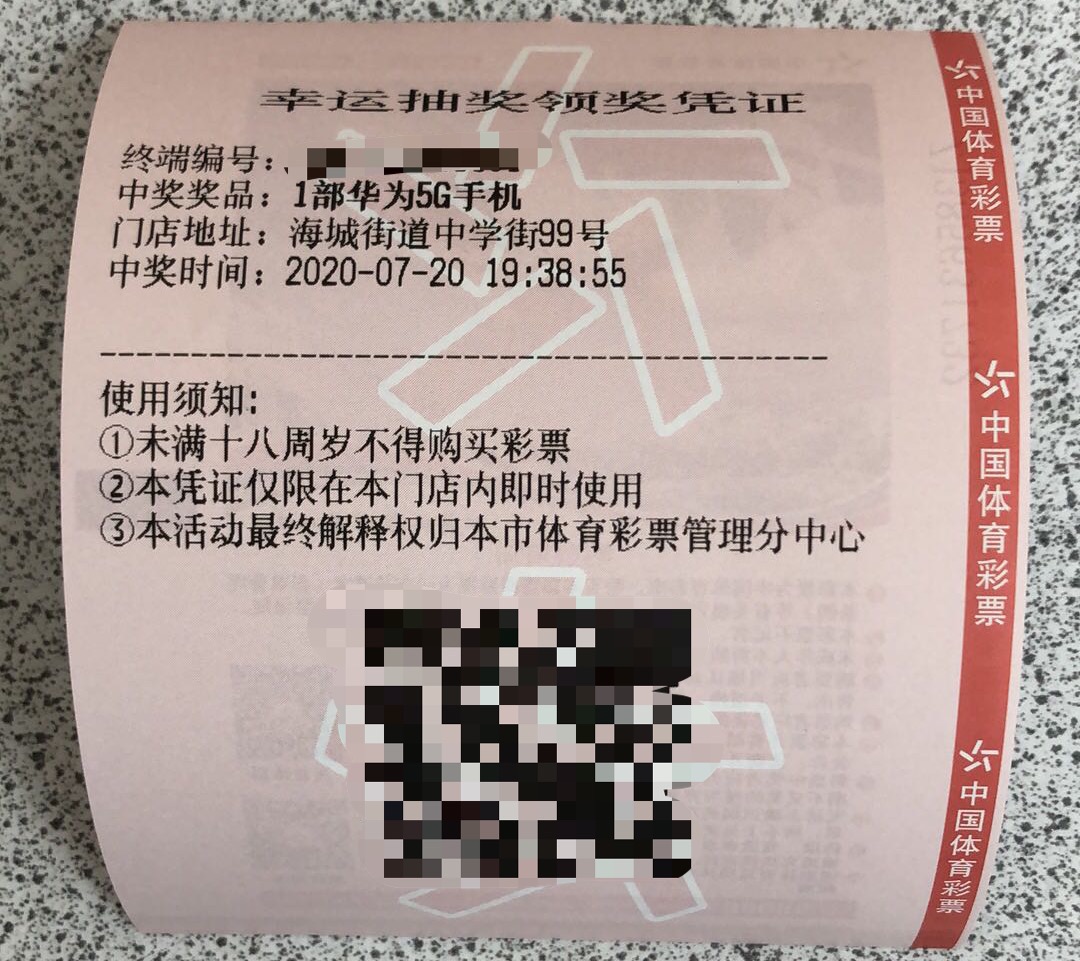 幸运抽奖领奖凭证
终端编号：
中奖奖品：1部华为5G手机
门店地址：海城街道中学街99号
中奖时间：2020-07-20 19:38:55
使用须知：
①未满十八周岁不得购买彩票
②本凭证仅限在本门店内即时使用
③本活动最终解释权归本市体育彩票管理分中心
中国体育彩票
中国体育彩票
中国体育彩票